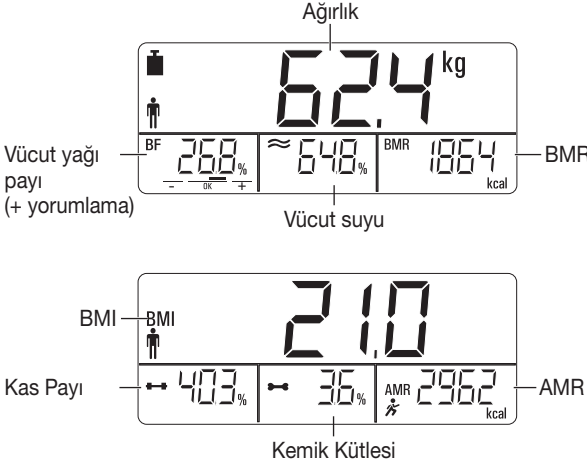 Ağırlık
62.4 kg
BF 26.8 %
- OK +
64.8 %
BMR 1864 kcal
Vücut yağı
payı
(+ yorumlama)
BMR
Vücut suyu
BMI
BMI
21.0
Kas Payı
40.3 %
3.6 %
AMR 2962 kcal
AMR
Kemik Kütlesi